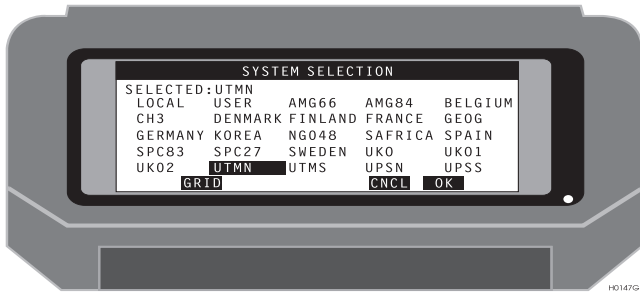 SYSTEM SELECTION
SELECTED:UTMN
LOCAL USER AMG66 AMG84 BELGIUM
CH3 DENMARK FINLAND FRANCE GEOG
GERMANY KOREA NGO48 SAFRICA SPAIN
SPC83 SPC27 SWEDEN UKO UKO1
UKO2 UTMN UTMS UPSN UPSS
GRID CNCL OK
H0147G